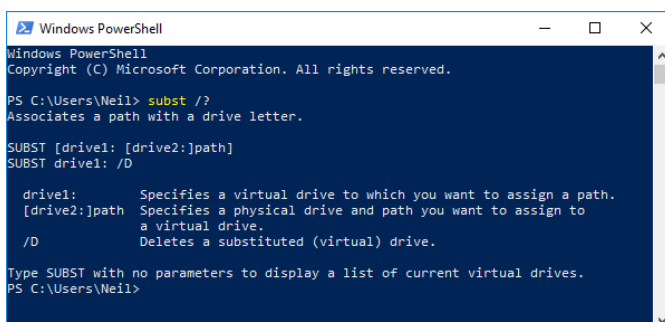 Windows PowerShell
Windows PowerShell
Copyright (C) Microsoft Corporation. All rights reserved.
PS C:\Users\Neil> subst /?
Associates a path with a drive letter.
SUBST [drive1: [drive2:]path]
SUBST drive1: /D
drive1:        Specifies a virtual drive to which you want to assign a path.
[drive2:]path  Specifies a physical drive and path you want to assign to
a virtual drive.
/D             Deletes a substituted (virtual) drive.
Type SUBST with no parameters to display a list of current virtual drives.
PS C:\Users\Neil>